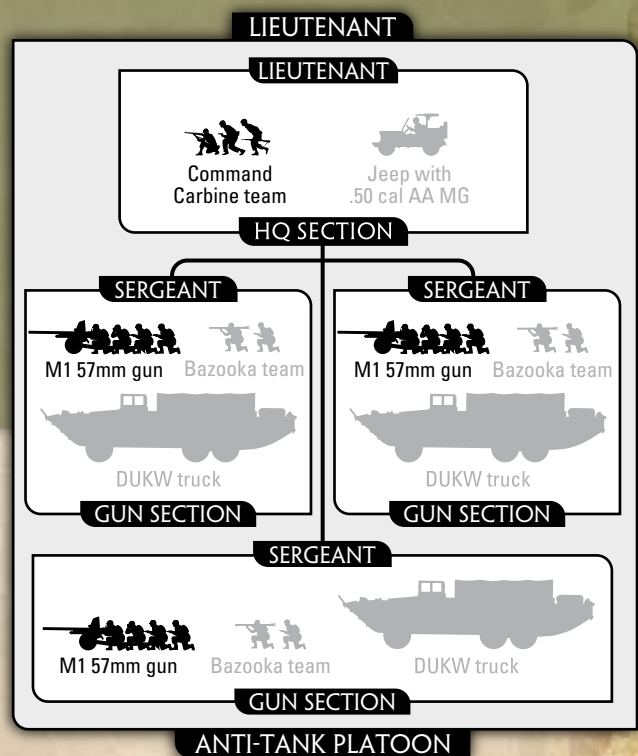 LIEUTENANT
LIEUTENANT
Command
Carbine team
Jeep with
.50 cal AA MG
HQ SECTION
SERGEANT
M1 57mm gun
Bazooka team
DUKW truck
GUN SECTION
SERGEANT
M1 57mm gun
Bazooka team
DUKW truck
GUN SECTION
SERGEANT
M1 57mm gun
Bazooka team
DUKW truck
GUN SECTION
ANTI-TANK PLATOON